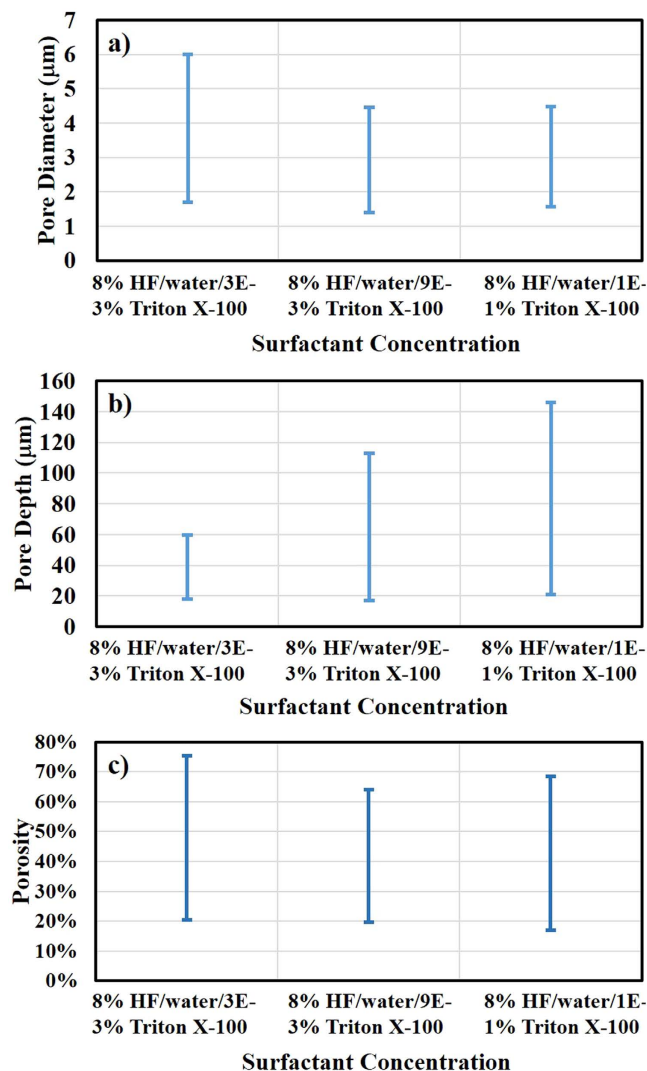 a)
Pore Diameter (μm)
7
6
5
4
3
2
1
0
8% HF/water/3E-
3% Triton X-100
8% HF/water/9E-
3% Triton X-100
8% HF/water/1E-
1% Triton X-100
Surfactant Concentration
b)
Pore Depth (μm)
160
140
120
100
80
60
40
20
0
8% HF/water/3E-
3% Triton X-100
8% HF/water/9E-
3% Triton X-100
8% HF/water/1E-
1% Triton X-100
Surfactant Concentration
c)
Porosity
80%
70%
60%
50%
40%
30%
20%
10%
0%
8% HF/water/3E-
3% Triton X-100
8% HF/water/9E-
3% Triton X-100
8% HF/water/1E-
1% Triton X-100
Surfactant Concentration